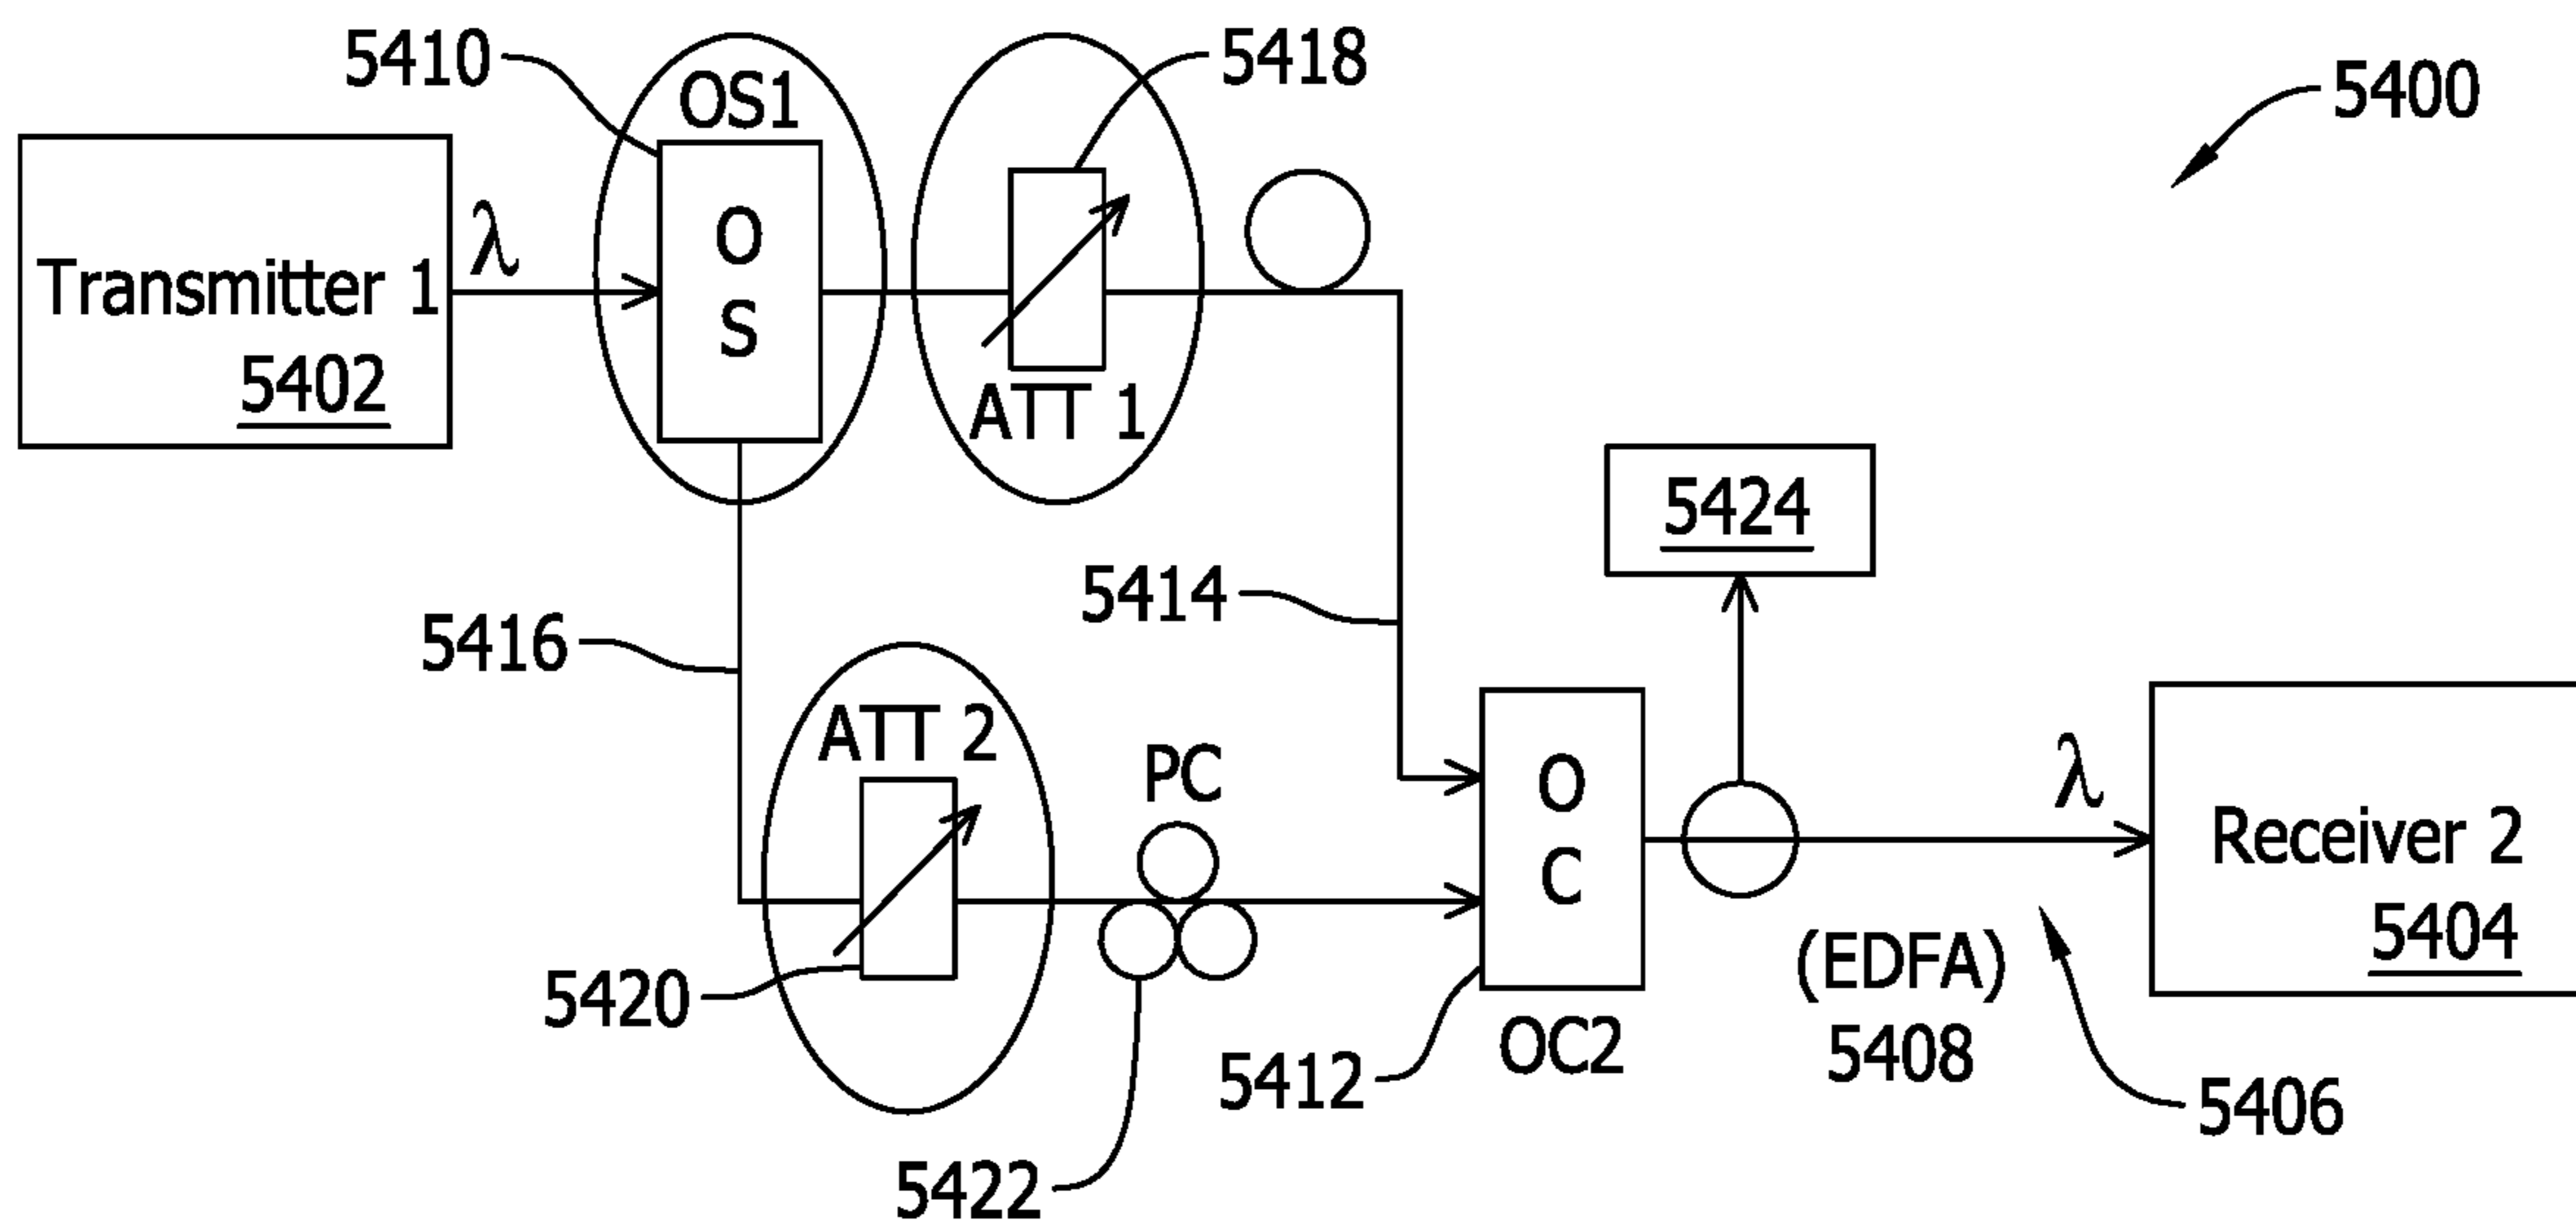 5410
OS1
5418
5400
Transmitter 1
5402
λ
O
S
ATT 1
5424
5414
5416
ATT 2
PC
5420
O
C
λ
Receiver 2
5404
(EDFA)
5408
OC2
5412
5406
5422